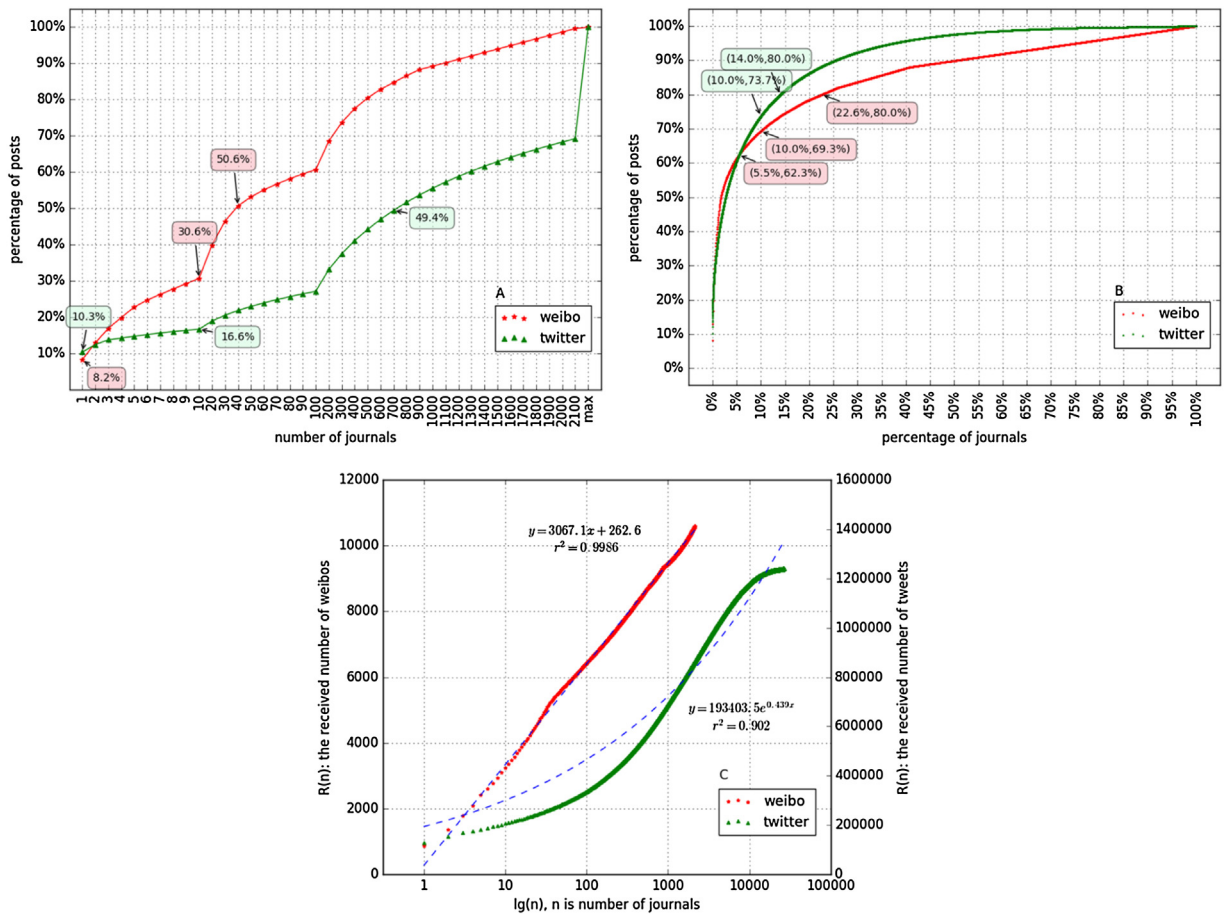 100%
90%
80%
70%
60%
50%
40%
30%
20%
10%
percentage of posts
50.6%
30.6%
49.4%
10.3%
16.6%
8.2%
A
weibo
twitter
1 2 3 4 5 6 7 8 9 10 20 30 40 50 60 70 80 90 100 200 300 400 500 600 700 800 900 1000 1100 1200 1300 1400 1500 1600 1700 1800 1900 2000 2100 max
number of journals
100%
90%
80%
70%
60%
50%
40%
30%
20%
10%
0%
percentage of posts
(14.0%,80.0%)
(10.0%,73.7%)
(22.6%,80.0%)
(10.0%,69.3%)
(5.5%,62.3%)
B
weibo
twitter
0% 5% 10% 15% 20% 25% 30% 35% 40% 45% 50% 55% 60% 65% 70% 75% 80% 85% 90% 95% 100%
percentage of journals
12000
10000
8000
6000
4000
2000
0
R(n): the received number of weibos
1600000
1400000
1200000
1000000
800000
600000
400000
200000
0
R(n): the received number of tweets
y=3067.1x+262.6
r²=0.9986
y=193403.5e^0.439x
r²=0.902
C
weibo
twitter
1 10 100 1000 10000 100000
lg(n), n is number of journals